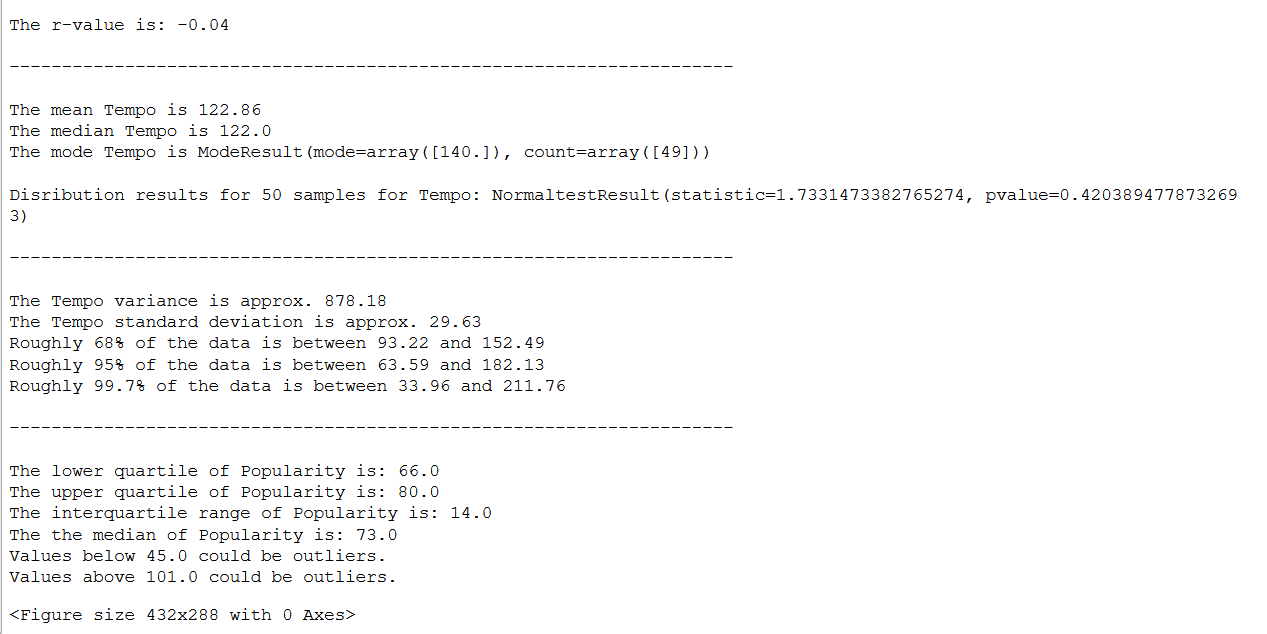 The r-value is: -0.04
---------------------------------------------------------------------
The mean Tempo is 122.86
The median Tempo is 122.0
The mode Tempo is ModeResult(mode=array([140.]), count=array([49]))
Disribution results for 50 samples for Tempo: NormaltestResult(statistic=1.7331473382765274, pvalue=0.420389477873269
3)
---------------------------------------------------------------------
The Tempo variance is approx. 878.18
The Tempo standard deviation is approx. 29.63
Roughly 68% of the data is between 93.22 and 152.49
Roughly 95% of the data is between 63.59 and 182.13
Roughly 99.7% of the data is between 33.96 and 211.76
---------------------------------------------------------------------
The lower quartile of Popularity is: 66.0
The upper quartile of Popularity is: 80.0
The interquartile range of Popularity is: 14.0
The the median of Popularity is: 73.0
Values below 45.0 could be outliers.
Values above 101.0 could be outliers.
<Figure size 432x288 with 0 Axes>